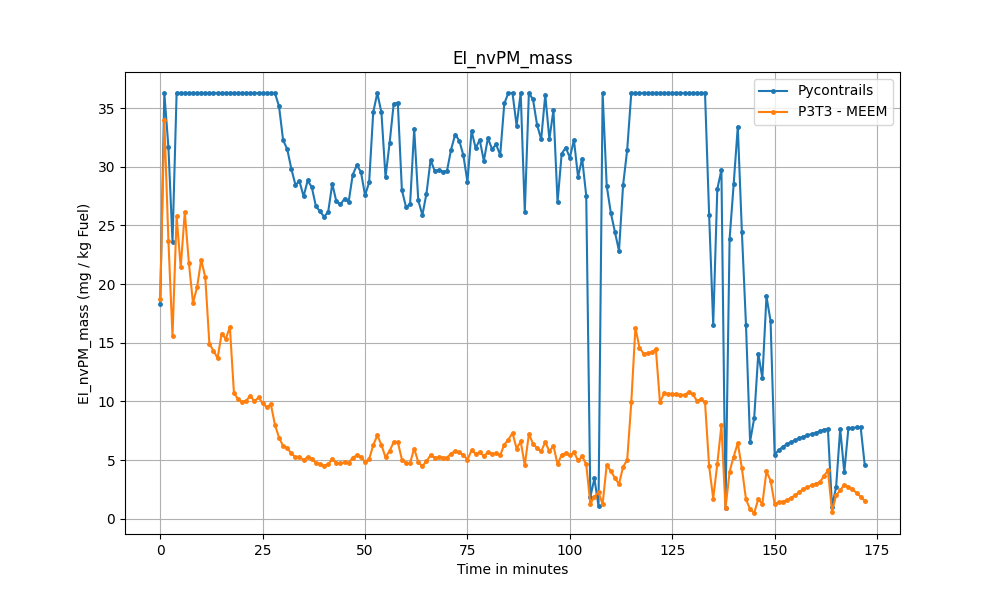 EI_nvPM_mass
Pycontrails
P3T3 - MEEM
EI_nvPM_mass (mg / kg Fuel)
35
30
25
20
15
10
5
0
0 25 50 75 100 125 150 175
Time in minutes